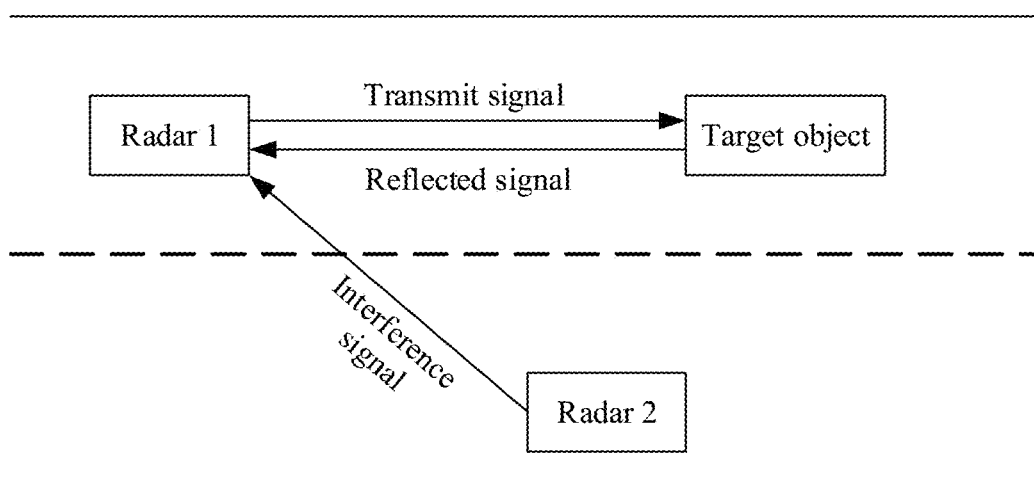 Transmit signal
Radar 1
Target object
Reflected signal
Interference
signal
Radar 2